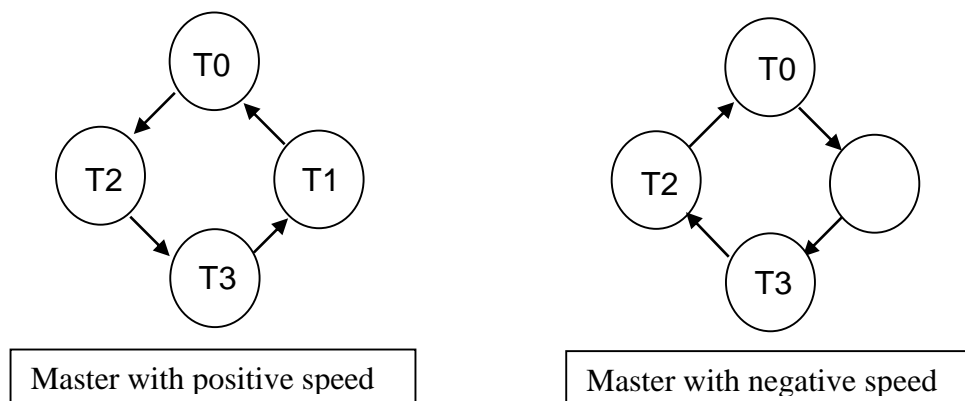 T0
T2
T1
T3
Master with positive speed
T0
T2
T3
Master with negative speed